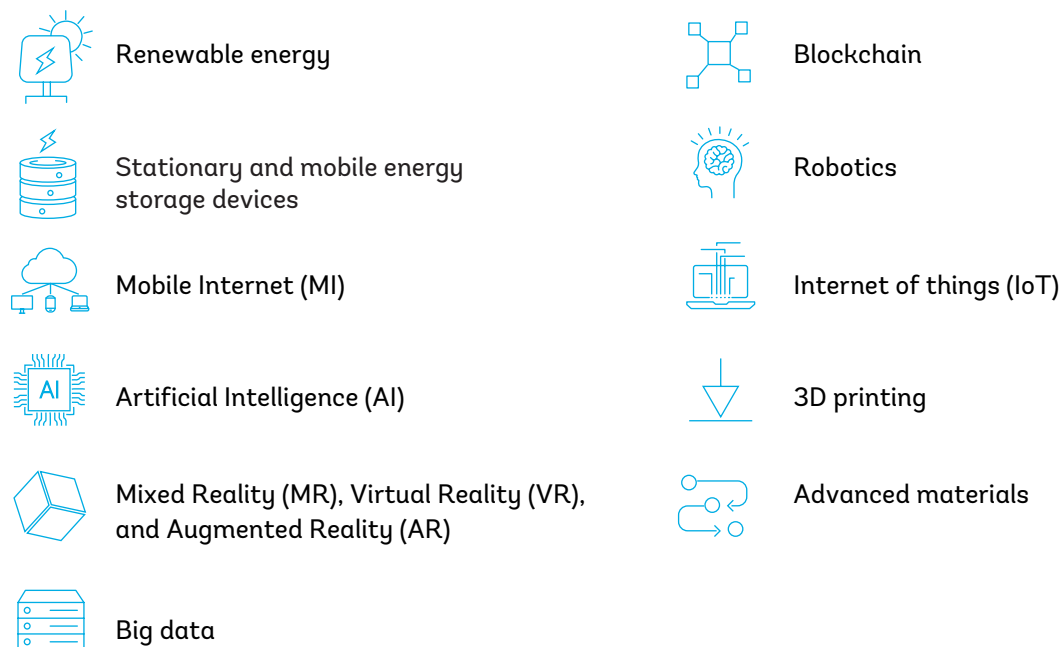 Renewable energy
Stationary and mobile energy
storage devices
Mobile Internet (MI)
AI
Artificial Intelligence (AI)
Mixed Reality (MR), Virtual Reality (VR),
and Augmented Reality (AR)
Big data
Blockchain
Robotics
Internet of things (IoT)
3D printing
Advanced materials